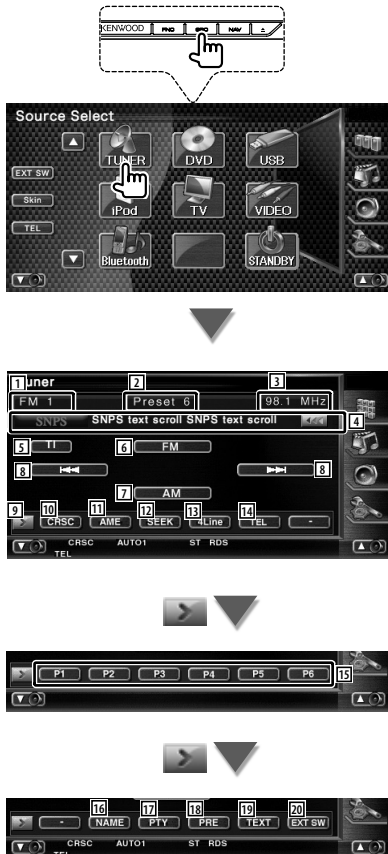 KENWOOD FNC SRC NAV
Source Select
TUNER DVD USB
EXT SW
Skin
iPod TV VIDEO
TEL
Bluetooth STANDBY
1 2 3
Tuner
FM 1 Preset 6 98.1 MHz
SNPS SNPS text scroll SNPS text scroll 4
5 TI 6 FM
8 8
7 AM
9 10 11 12 13 14
CRSC AME SEEK 4Line TEL -
CRSC AUTO1 ST RDS
TEL
P1 P2 P3 P4 P5 P6 15
16 17 18 19 20
- NAME PTY PRE TEXT EXT SW
CRSC AUTO1 ST RDS
TEL